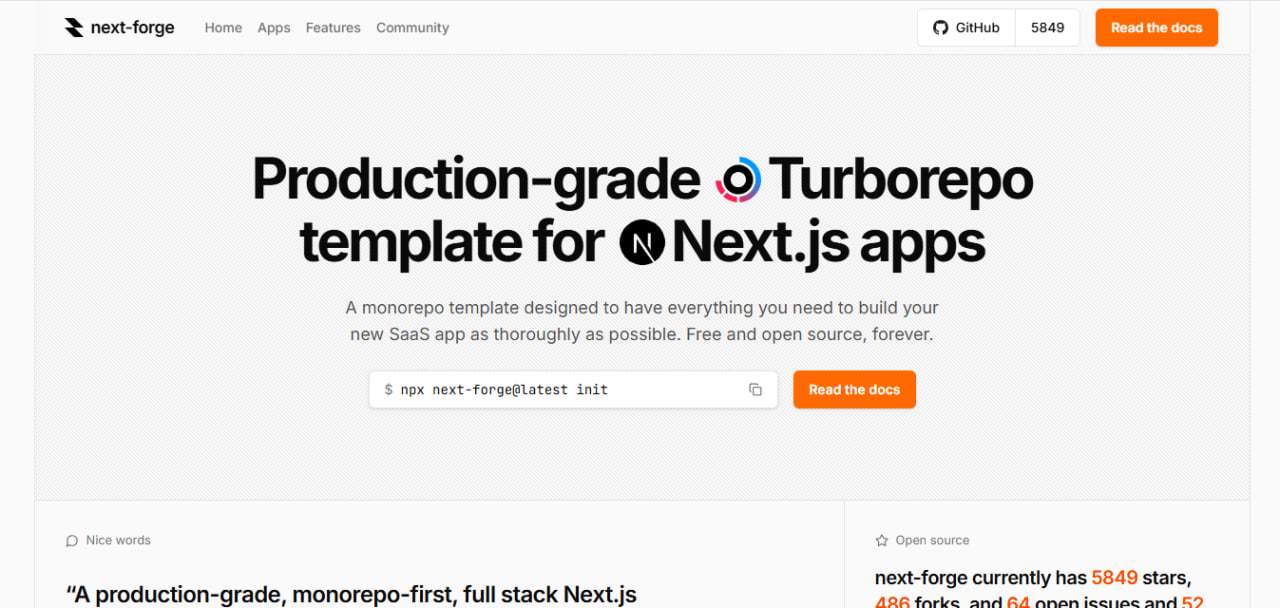 next-forge
Home Apps Features Community
GitHub 5849
Read the docs
Production-grade Turborepo
template for Next.js apps
A monorepo template designed to have everything you need to build your
new SaaS app as thoroughly as possible. Free and open source, forever.
$ npx next-forge@latest init
Read the docs
Nice words
“A production-grade, monorepo-first, full stack Next.js
Open source
next-forge currently has 5849 stars,
486 forks, and 64 open issues and 52